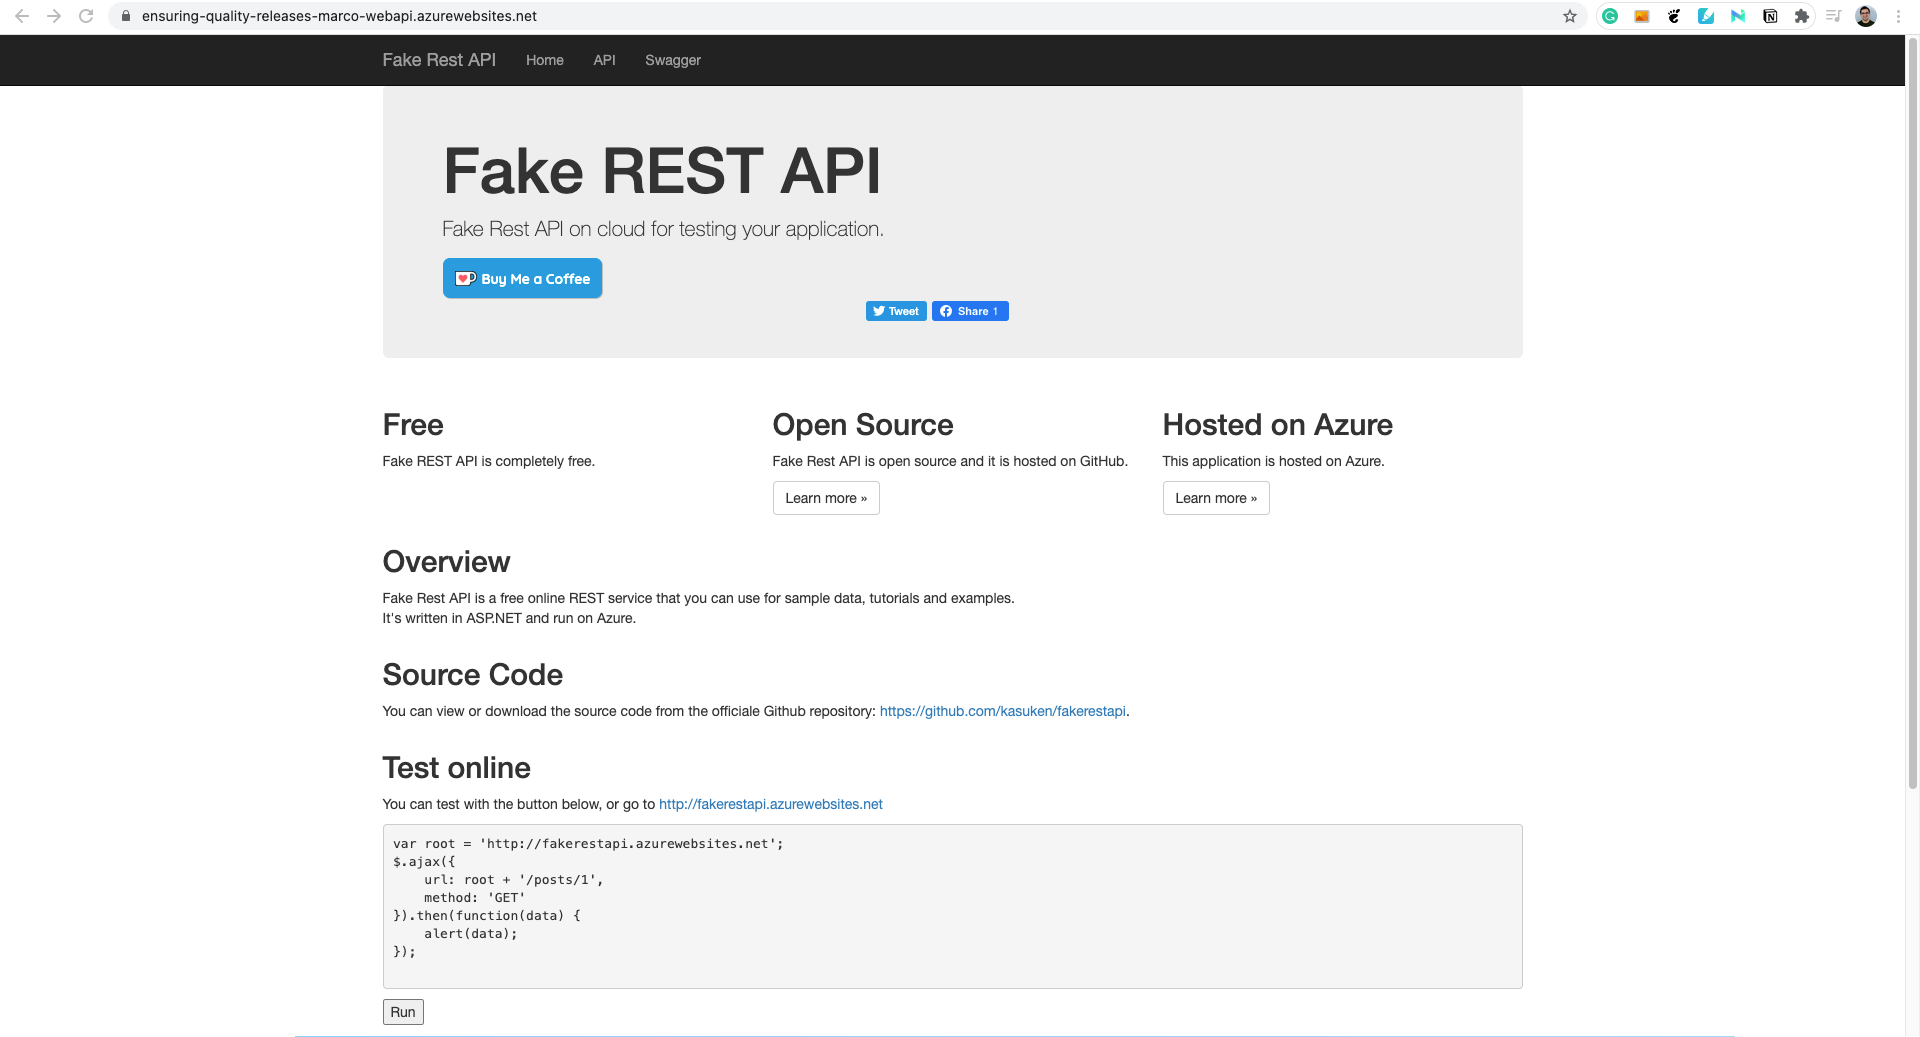 ensuring-quality-releases-marco-webapi.azurewebsites.net
Fake Rest API Home API Swagger
Fake REST API
Fake Rest API on cloud for testing your application.
Buy Me a Coffee
Tweet Share 1
Free
Fake REST API is completely free.
Open Source
Fake Rest API is open source and it is hosted on GitHub.
Learn more »
Hosted on Azure
This application is hosted on Azure.
Learn more »
Overview
Fake Rest API is a free online REST service that you can use for sample data, tutorials and examples.
It's written in ASP.NET and run on Azure.
Source Code
You can view or download the source code from the officiale Github repository: https://github.com/kasuken/fakerestapi.
Test online
You can test with the button below, or go to http://fakerestapi.azurewebsites.net
var root = 'http://fakerestapi.azurewebsites.net';
$.ajax({
    url: root + '/posts/1',
    method: 'GET'
}).then(function(data) {
    alert(data);
});
Run